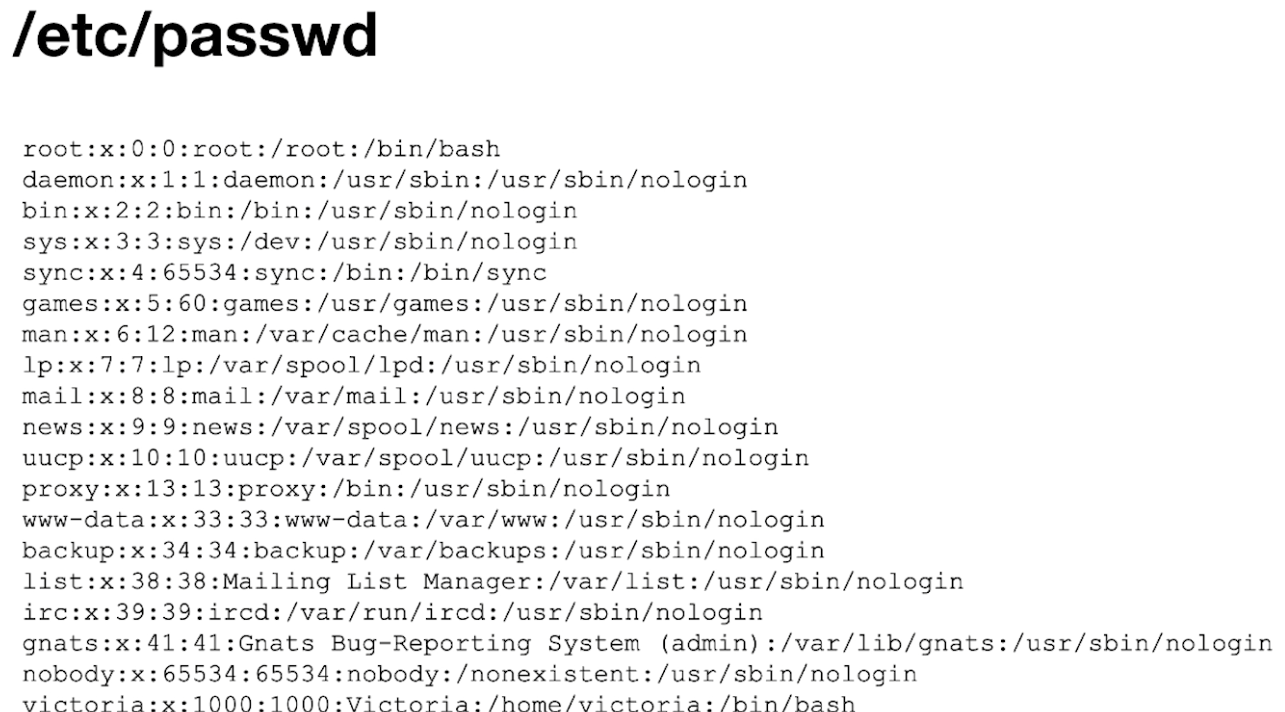 /etc/passwd
root:x:0:0:root:/root:/bin/bash
daemon:x:1:1:daemon:/usr/sbin:/usr/sbin/nologin
bin:x:2:2:bin:/bin:/usr/sbin/nologin
sys:x:3:3:sys:/dev:/usr/sbin/nologin
sync:x:4:65534:sync:/bin:/bin/sync
games:x:5:60:games:/usr/games:/usr/sbin/nologin
man:x:6:12:man:/var/cache/man:/usr/sbin/nologin
lp:x:7:7:lp:/var/spool/lpd:/usr/sbin/nologin
mail:x:8:8:mail:/var/mail:/usr/sbin/nologin
news:x:9:9:news:/var/spool/news:/usr/sbin/nologin
uucp:x:10:10:uucp:/var/spool/uucp:/usr/sbin/nologin
proxy:x:13:13:proxy:/bin:/usr/sbin/nologin
www-data:x:33:33:www-data:/var/www:/usr/sbin/nologin
backup:x:34:34:backup:/var/backups:/usr/sbin/nologin
list:x:38:38:Mailing List Manager:/var/list:/usr/sbin/nologin
irc:x:39:39:ircd:/var/run/ircd:/usr/sbin/nologin
gnats:x:41:41:Gnats Bug-Reporting System (admin):/var/lib/gnats:/usr/sbin/nologin
nobody:x:65534:65534:nobody:/nonexistent:/usr/sbin/nologin
victoria:x:1000:1000:Victoria:/home/victoria:/bin/bash